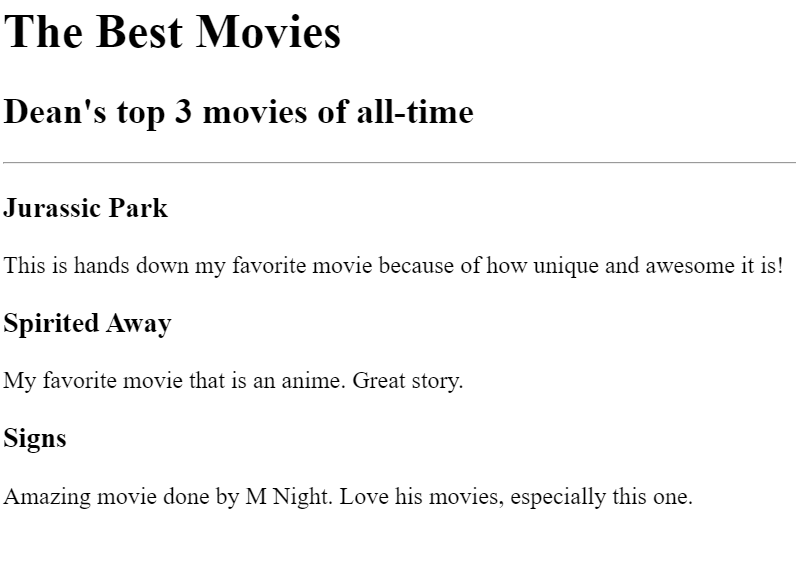 The Best Movies
Dean's top 3 movies of all-time
Jurassic Park
This is hands down my favorite movie because of how unique and awesome it is!
Spirited Away
My favorite movie that is an anime. Great story.
Signs
Amazing movie done by M Night. Love his movies, especially this one.